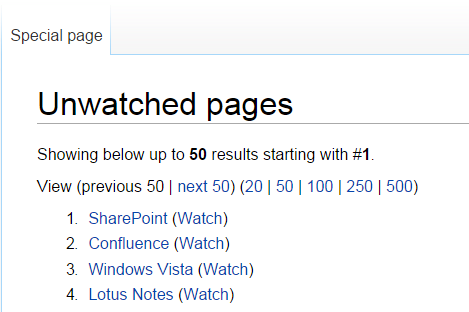 Special page
Unwatched pages
Showing below up to 50 results starting with #1.
View (previous 50 | next 50) (20 | 50 | 100 | 250 | 500)
1. SharePoint (Watch)
2. Confluence (Watch)
3. Windows Vista (Watch)
4. Lotus Notes (Watch)